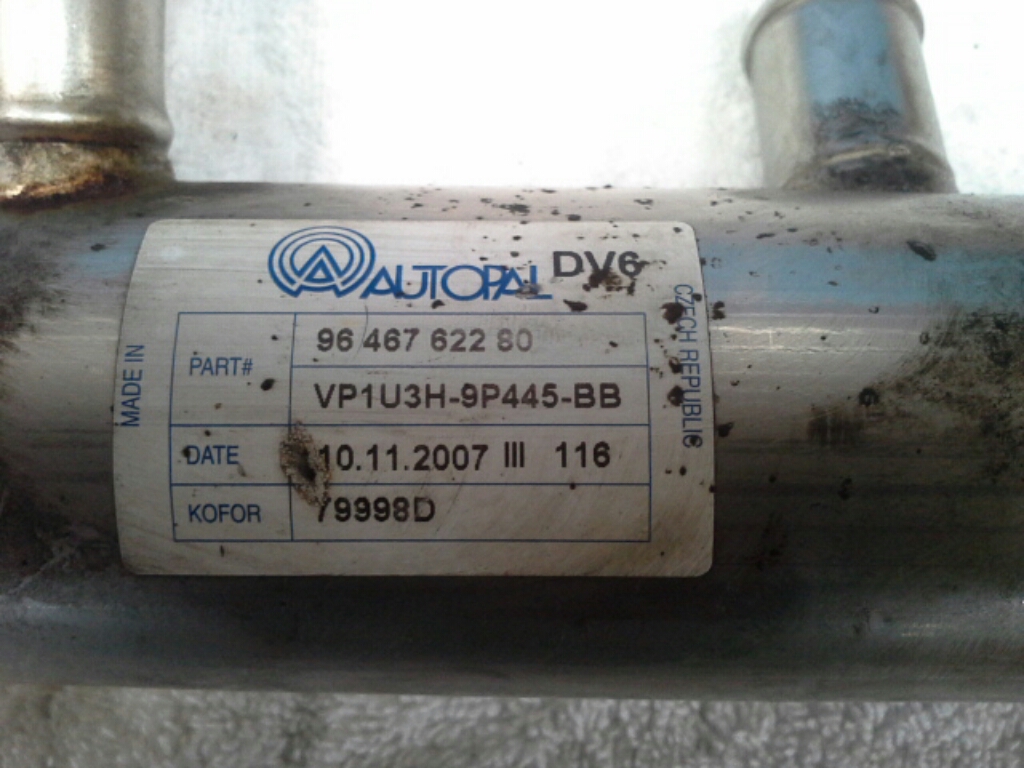 AUTOPAL DV6
MADE IN
PART# 96 467 622 80
VP1U3H-9P445-BB
DATE 10.11.2007 III 116
KOFOR 79998D
CZECH REPUBLIC